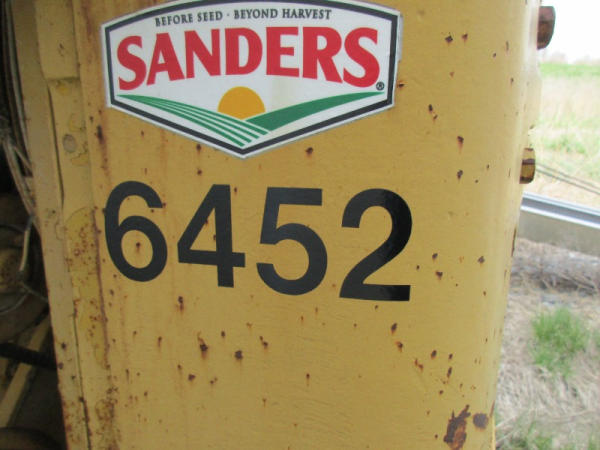 BEFORE SEED · BEYOND HARVEST
SANDERS®
6452